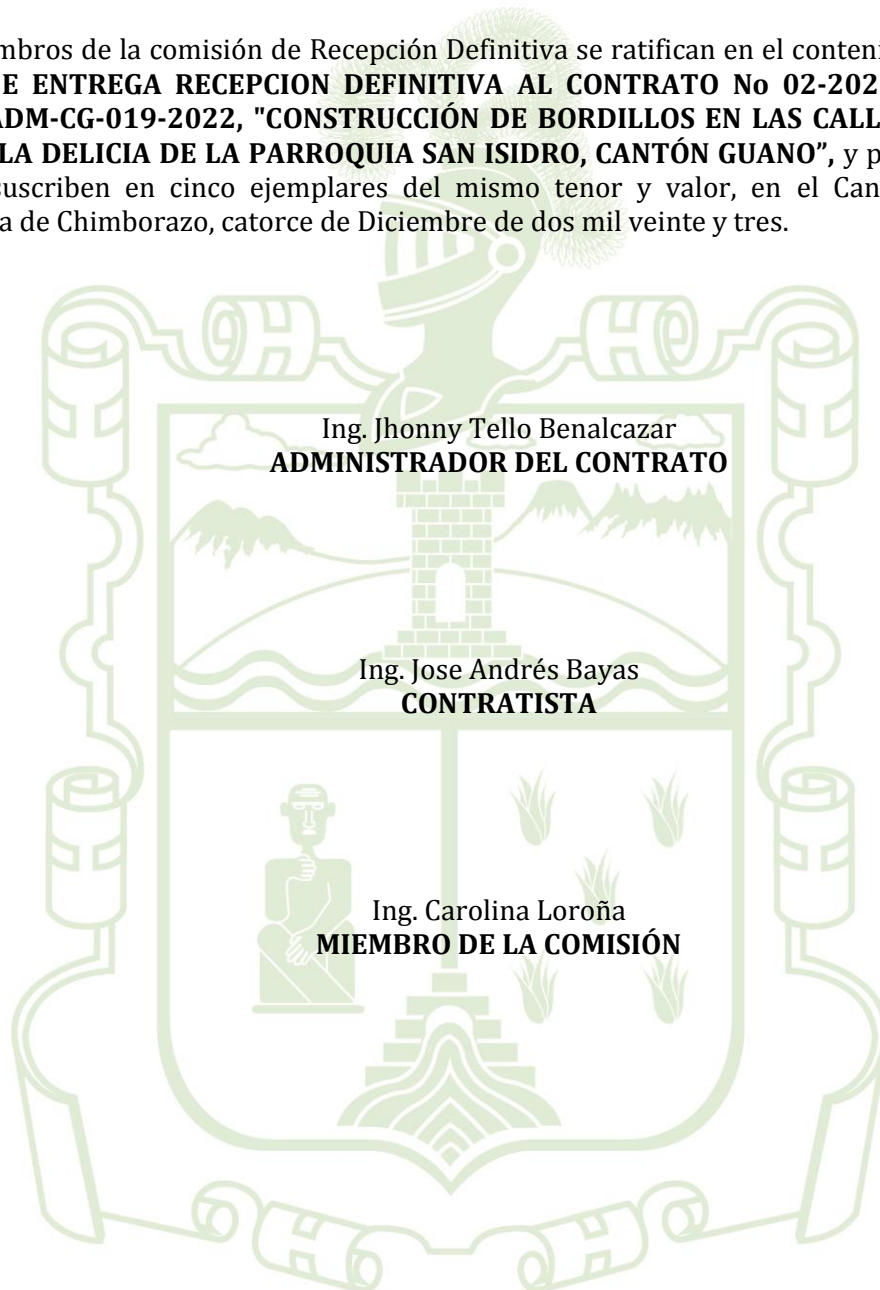 mbros de la comisión de Recepción Definitiva se ratifican en el conteni
E ENTREGA RECEPCION DEFINITIVA AL CONTRATO No 02-202
ADM-CG-019-2022, "CONSTRUCCIÓN DE BORDILLOS EN LAS CALL
LA DELICIA DE LA PARROQUIA SAN ISIDRO, CANTÓN GUANO”, y p
suscriben en cinco ejemplares del mismo tenor y valor, en el Can
a de Chimborazo, catorce de Diciembre de dos mil veinte y tres.
Ing. Jhonny Tello Benalcazar
ADMINISTRADOR DEL CONTRATO
Ing. Jose Andrés Bayas
CONTRATISTA
Ing. Carolina Loroña
MIEMBRO DE LA COMISIÓN